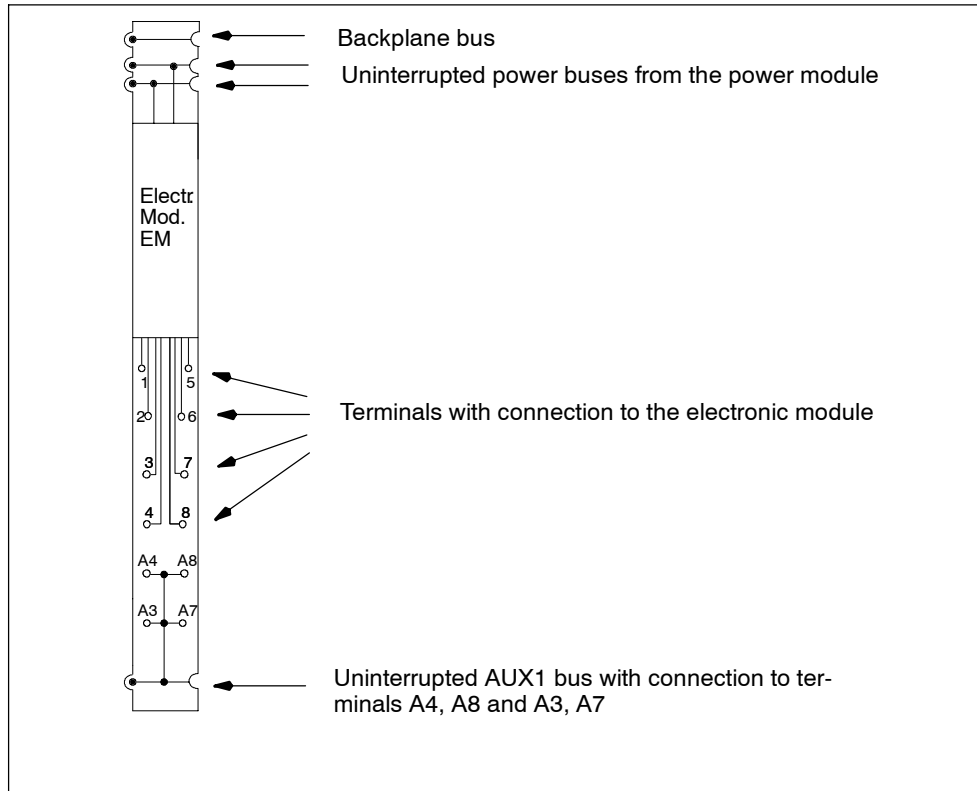 Backplane bus
Uninterrupted power buses from the power module
Electr.
Mod.
EM
1
5
2
6
Terminals with connection to the electronic module
3
7
4
8
A4
A8
A3
A7
Uninterrupted AUX1 bus with connection to ter-
minals A4, A8 and A3, A7